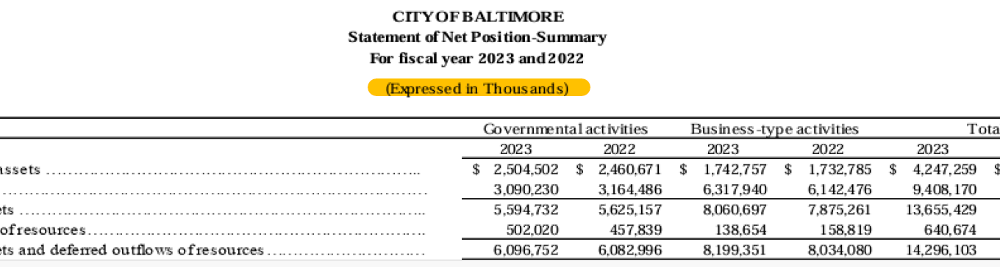 CITY OF BALTIMORE
Statement of Net Position-Summary
For fiscal year 2023 and 2022
(Expressed in Thousands)
Governmental activities Business-type activities Tota
2023 2022 2023 2022 2023
assets ........ $ 2,504,502 $ 2,460,671 $ 1,742,757 $ 1,732,785 $ 4,247,259 $
........ 3,090,230 3,164,486 6,317,940 6,142,476 9,408,170
ets ........ 5,594,732 5,625,157 8,060,697 7,875,261 13,655,429
of resources ........ 502,020 457,839 138,654 158,819 640,674
ets and deferred outflows of resources ........ 6,096,752 6,082,996 8,199,351 8,034,080 14,296,103